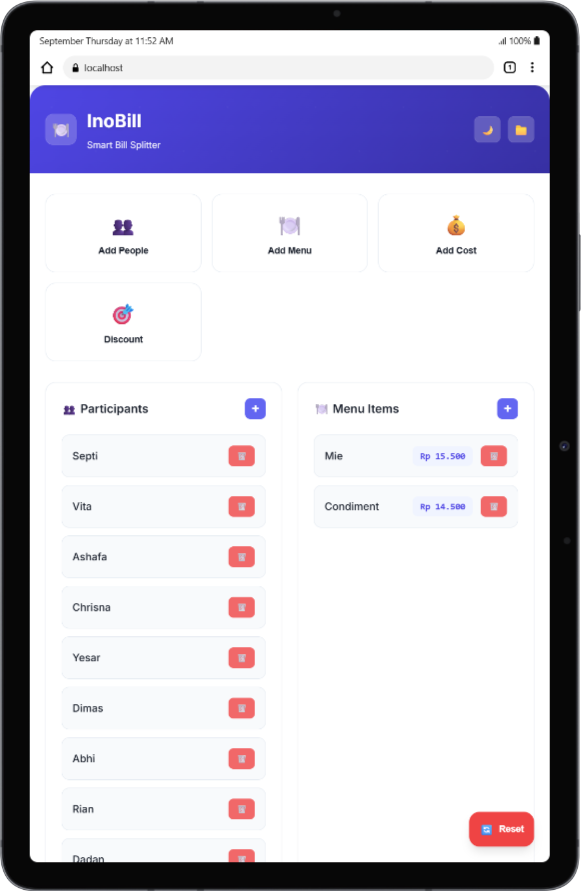 September Thursday at 11:52 AM
100%
localhost
1
InoBill
Smart Bill Splitter
Add People
Add Menu
Add Cost
Discount
Participants
+
Septi
Vita
Ashafa
Chrisna
Yesar
Dimas
Abhi
Rian
Dadan
Menu Items
+
Mie
Rp 15.500
Condiment
Rp 14.500
Reset